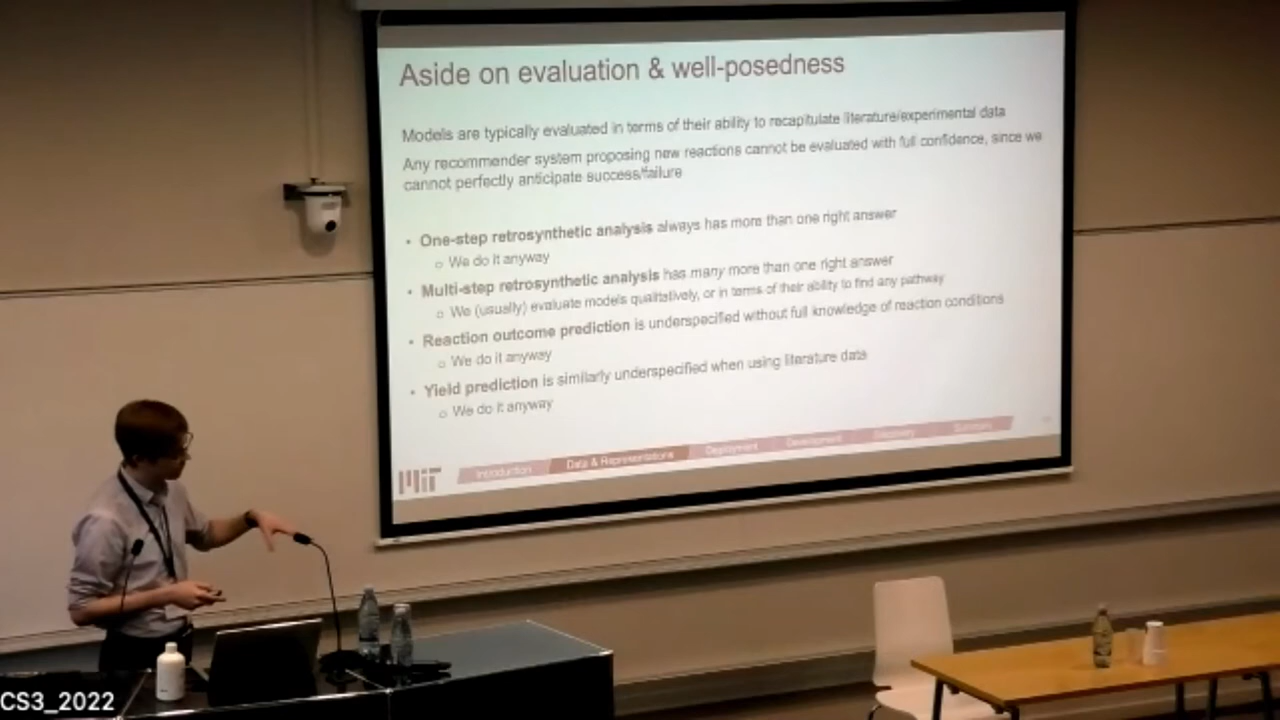 Aside on evaluation & well-posedness
Models are typically evaluated in terms of their ability to recapitulate literature/experimental data
Any recommender system proposing new reactions cannot be evaluated with full confidence, since we
cannot perfectly anticipate success/failure
• One-step retrosynthetic analysis always has more than one right answer
○ We do it anyway
• Multi-step retrosynthetic analysis has many more than one right answer
○ We (usually) evaluate models qualitatively, or in terms of their ability to find any pathway
• Reaction outcome prediction is underspecified without full knowledge of reaction conditions
○ We do it anyway
• Yield prediction is similarly underspecified when using literature data
○ We do it anyway
MIT Introduction Data & Representations Deployment Development Discovery Summary
CS3_2022